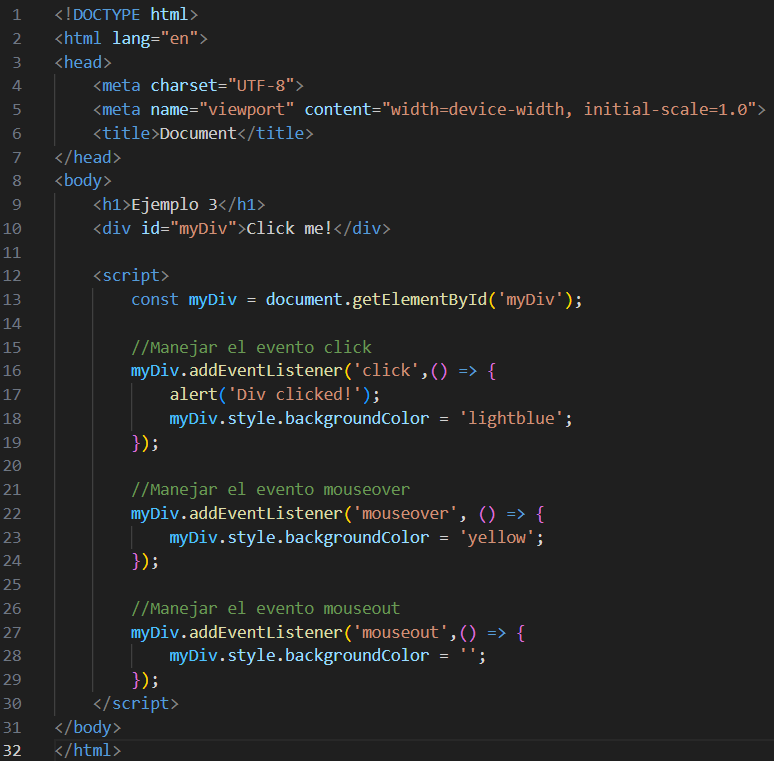 1 <!DOCTYPE html>
2 <html lang="en">
3 <head>
4     <meta charset="UTF-8">
5     <meta name="viewport" content="width=device-width, initial-scale=1.0">
6     <title>Document</title>
7 </head>
8 <body>
9     <h1>Ejemplo 3</h1>
10     <div id="myDiv">Click me!</div>
11
12     <script>
13         const myDiv = document.getElementById('myDiv');
14
15         //Manejar el evento click
16         myDiv.addEventListener('click',() => {
17             alert('Div clicked!');
18             myDiv.style.backgroundColor = 'lightblue';
19         });
20
21         //Manejar el evento mouseover
22         myDiv.addEventListener('mouseover', () => {
23             myDiv.style.backgroundColor = 'yellow';
24         });
25
26         //Manejar el evento mouseout
27         myDiv.addEventListener('mouseout',() => {
28             myDiv.style.backgroundColor = '';
29         });
30     </script>
31 </body>
32 </html>